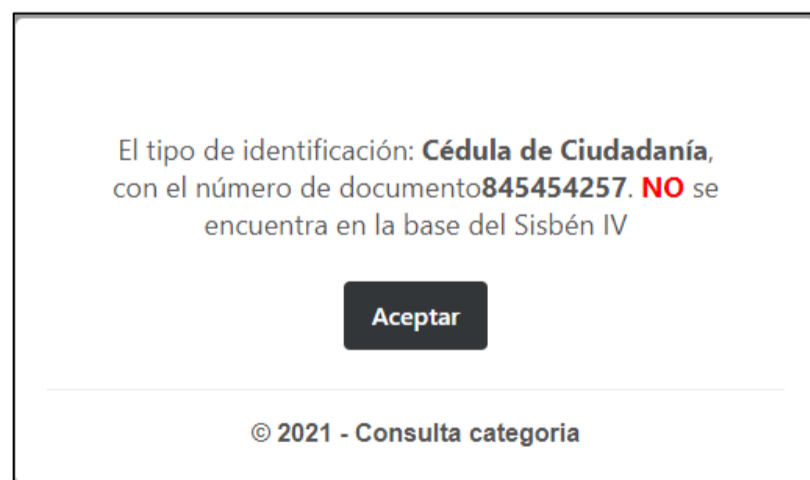 El tipo de identificación: Cédula de Ciudadanía,
con el número de documento845454257. NO se
encuentra en la base del Sisbén IV
Aceptar
© 2021 - Consulta categoria